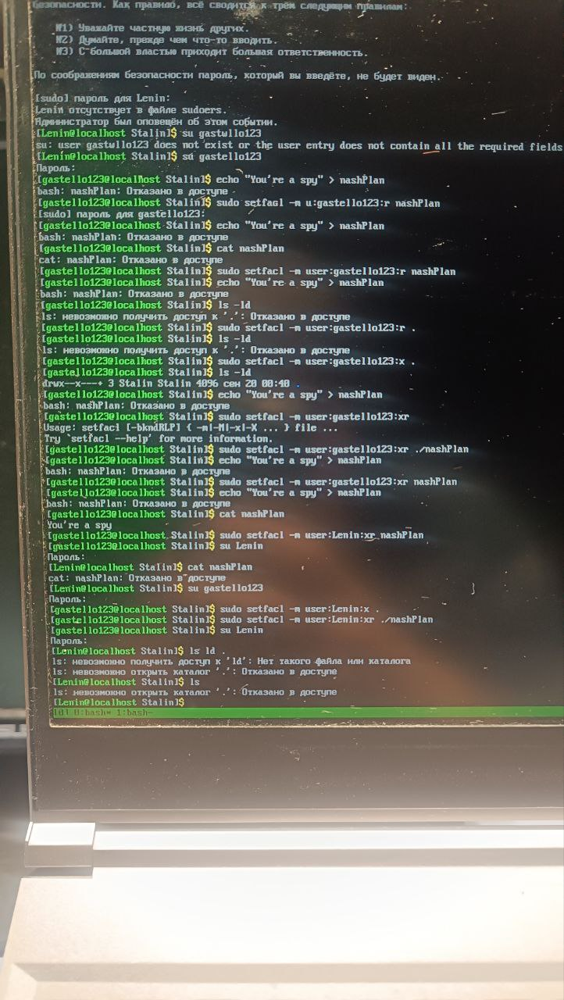 безопасности. Как правило, всё сводится к трём следующим правилам:
№1) Уважайте частную жизнь других.
№2) Думайте, прежде чем что-то вводить.
№3) С большой властью приходит большая ответственность.
По соображениям безопасности пароль, который вы введёте, не будет виден.
[sudo] пароль для Lenin:
Lenin отсутствует в файле sudoers.
Администратор был оповещён об этом событии.
[Lenin@localhost Stalin]$ su gastwllo123
su: user gastwllo123 does not exist or the user entry does not contain all the required fields
[Lenin@localhost Stalin]$ su gastello123
Пароль:
[gastello123@localhost Stalin]$ echo "You're a spy" > nashPlan
bash: nashPlan: Отказано в доступе
[gastello123@localhost Stalin]$ sudo setfacl -m u:gastello123:r nashPlan
[sudo] пароль для gastello123:
[gastello123@localhost Stalin]$ echo "You're a spy" > nashPlan
bash: nashPlan: Отказано в доступе
[gastello123@localhost Stalin]$ cat nashPlan
cat: nashPlan: Отказано в доступе
[gastello123@localhost Stalin]$ sudo setfacl -m user:gastello123:r nashPlan
[gastello123@localhost Stalin]$ echo "You're a spy" > nashPlan
bash: nashPlan: Отказано в доступе
[gastello123@localhost Stalin]$ ls -ld
ls: невозможно получить доступ к '.': Отказано в доступе
[gastello123@localhost Stalin]$ sudo setfacl -m user:gastello123:r .
[gastello123@localhost Stalin]$ ls -ld
ls: невозможно получить доступ к '.': Отказано в доступе
[gastello123@localhost Stalin]$ sudo setfacl -m user:gastello123:x .
[gastello123@localhost Stalin]$ ls -ld
drwx--x---+ 3 Stalin Stalin 4096 сен 20 00:40 .
[gastello123@localhost Stalin]$ echo "You're a spy" > nashPlan
bash: nashPlan: Отказано в доступе
[gastello123@localhost Stalin]$ sudo setfacl -m user:gastello123:xr
Usage: setfacl [-bkndRLP] { -m|-M|-x|-X ... } file ...
Try `setfacl --help' for more information.
[gastello123@localhost Stalin]$ sudo setfacl -m user:gastello123:xr ./nashPlan
[gastello123@localhost Stalin]$ echo "You're a spy" > nashPlan
bash: nashPlan: Отказано в доступе
[gastello123@localhost Stalin]$ sudo setfacl -m user:gastello123:xr nashPlan
[gastello123@localhost Stalin]$ echo "You're a spy" > nashPlan
bash: nashPlan: Отказано в доступе
[gastello123@localhost Stalin]$ cat nashPlan
You're a spy
[gastello123@localhost Stalin]$ sudo setfacl -m user:Lenin:xr nashPlan
[gastello123@localhost Stalin]$ su Lenin
Пароль:
[Lenin@localhost Stalin]$ cat nashPlan
cat: nashPlan: Отказано в доступе
[Lenin@localhost Stalin]$ su gastello123
Пароль:
[gastello123@localhost Stalin]$ sudo setfacl -m user:Lenin:x .
[gastello123@localhost Stalin]$ sudo setfacl -m user:Lenin:xr ./nashPlan
[gastello123@localhost Stalin]$ su Lenin
Пароль:
[Lenin@localhost Stalin]$ ls ld .
ls: невозможно получить доступ к 'ld': Нет такого файла или каталога
ls: невозможно открыть каталог '.': Отказано в доступе
[Lenin@localhost Stalin]$ ls
ls: невозможно открыть каталог '.': Отказано в доступе
[Lenin@localhost Stalin]$
[0] 0:bash* 1:bash-